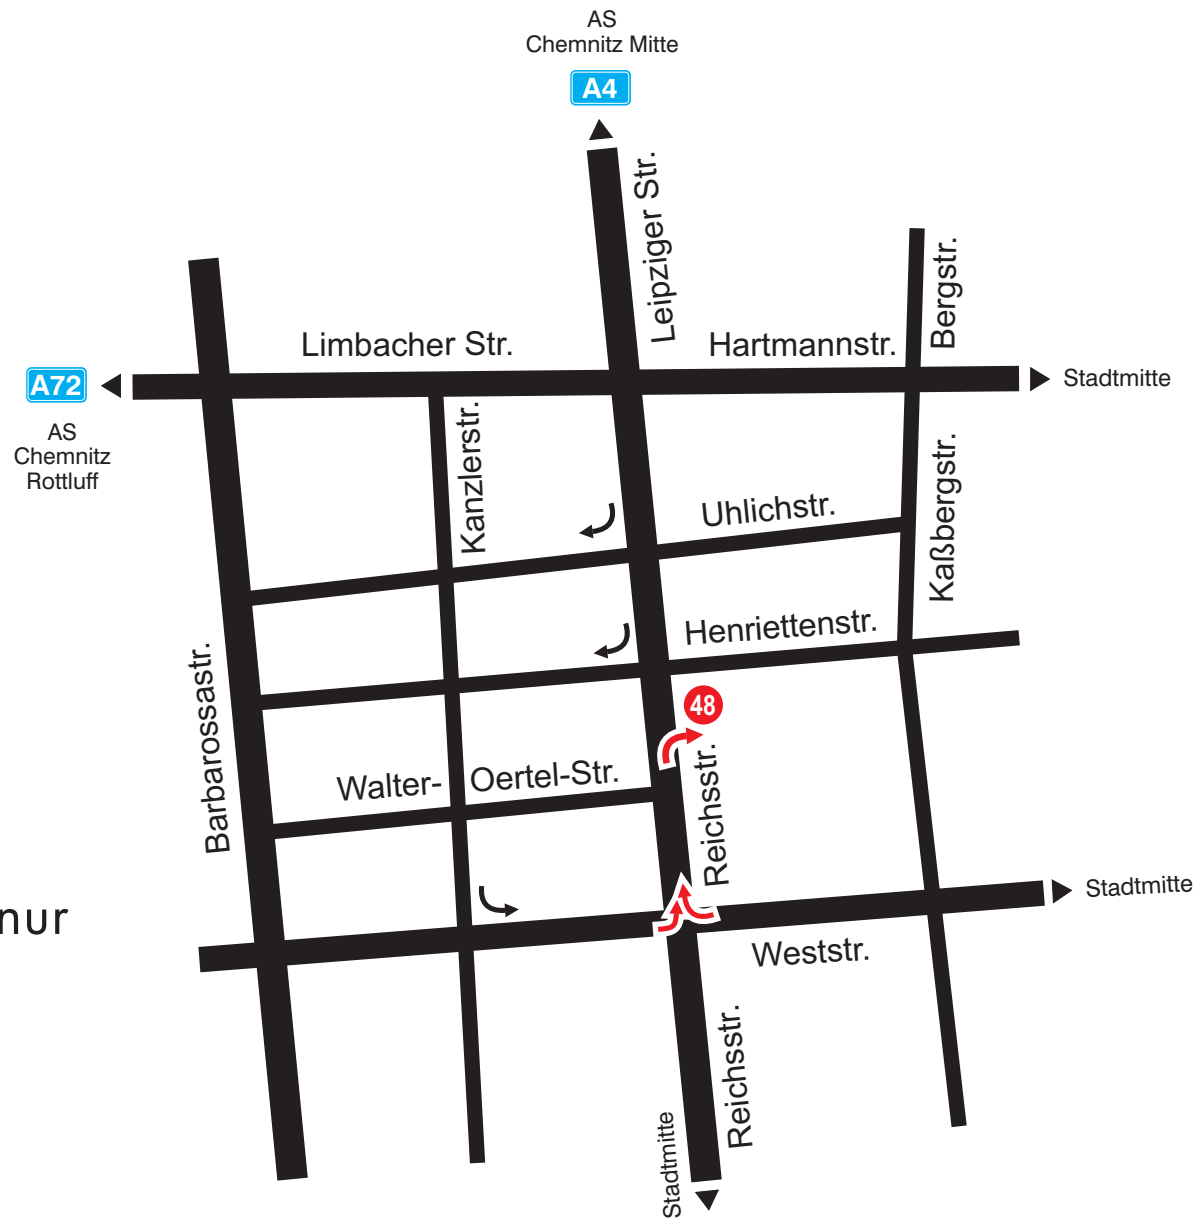 AS
Chemnitz Mitte
A4
Leipziger Str.
Bergstr.
Limbacher Str.
Hartmannstr.
A72
Stadtmitte
AS
Chemnitz
Rottluff
Kanzlerstr.
Uhlichstr.
Kaßbergstr.
Henriettenstr.
Barbarossastr.
48
Walter- Oertel-Str.
Reichsstr.
Stadtmitte
nur
Weststr.
Reichsstr.
Stadtmitte